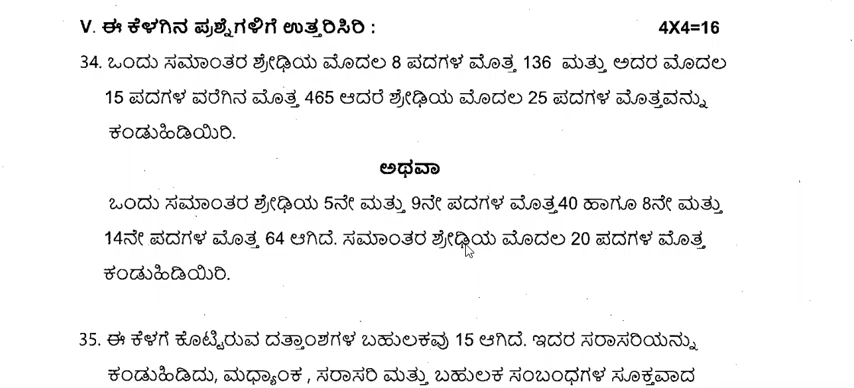 V. ಈ ಕೆಳಗಿನ ಪ್ರಶ್ನೆಗಳಿಗೆ ಉತ್ತರಿಸಿರಿ : 4X4=16
34. ಒಂದು ಸಮಾಂತರ ಶ್ರೇಢಿಯ ಮೊದಲ 8 ಪದಗಳ ಮೊತ್ತ 136 ಮತ್ತು ಅದರ ಮೊದಲ
15 ಪದಗಳ ವರೆಗಿನ ಮೊತ್ತ 465 ಆದರೆ ಶ್ರೇಢಿಯ ಮೊದಲ 25 ಪದಗಳ ಮೊತ್ತವನ್ನು
ಕಂಡುಹಿಡಿಯಿರಿ.
ಅಥವಾ
ಒಂದು ಸಮಾಂತರ ಶ್ರೇಢಿಯ 5ನೇ ಮತ್ತು 9ನೇ ಪದಗಳ ಮೊತ್ತ40 ಹಾಗೂ 8ನೇ ಮತ್ತು
14ನೇ ಪದಗಳ ಮೊತ್ತ 64 ಆಗಿದೆ. ಸಮಾಂತರ ಶ್ರೇಢಿಯ ಮೊದಲ 20 ಪದಗಳ ಮೊತ್ತ
ಕಂಡುಹಿಡಿಯಿರಿ.
35. ಈ ಕೆಳಗೆ ಕೊಟ್ಟಿರುವ ದತ್ತಾಂಶಗಳ ಬಹುಲಕವು 15 ಆಗಿದೆ. ಇದರ ಸರಾಸರಿಯನ್ನು
ಕಂಡುಹಿಡಿದು, ಮಧ್ಯಾಂಕ , ಸರಾಸರಿ ಮತ್ತು ಬಹುಲಕ ಸಂಬಂಧಗಳ ಸೂಕ್ತವಾದ